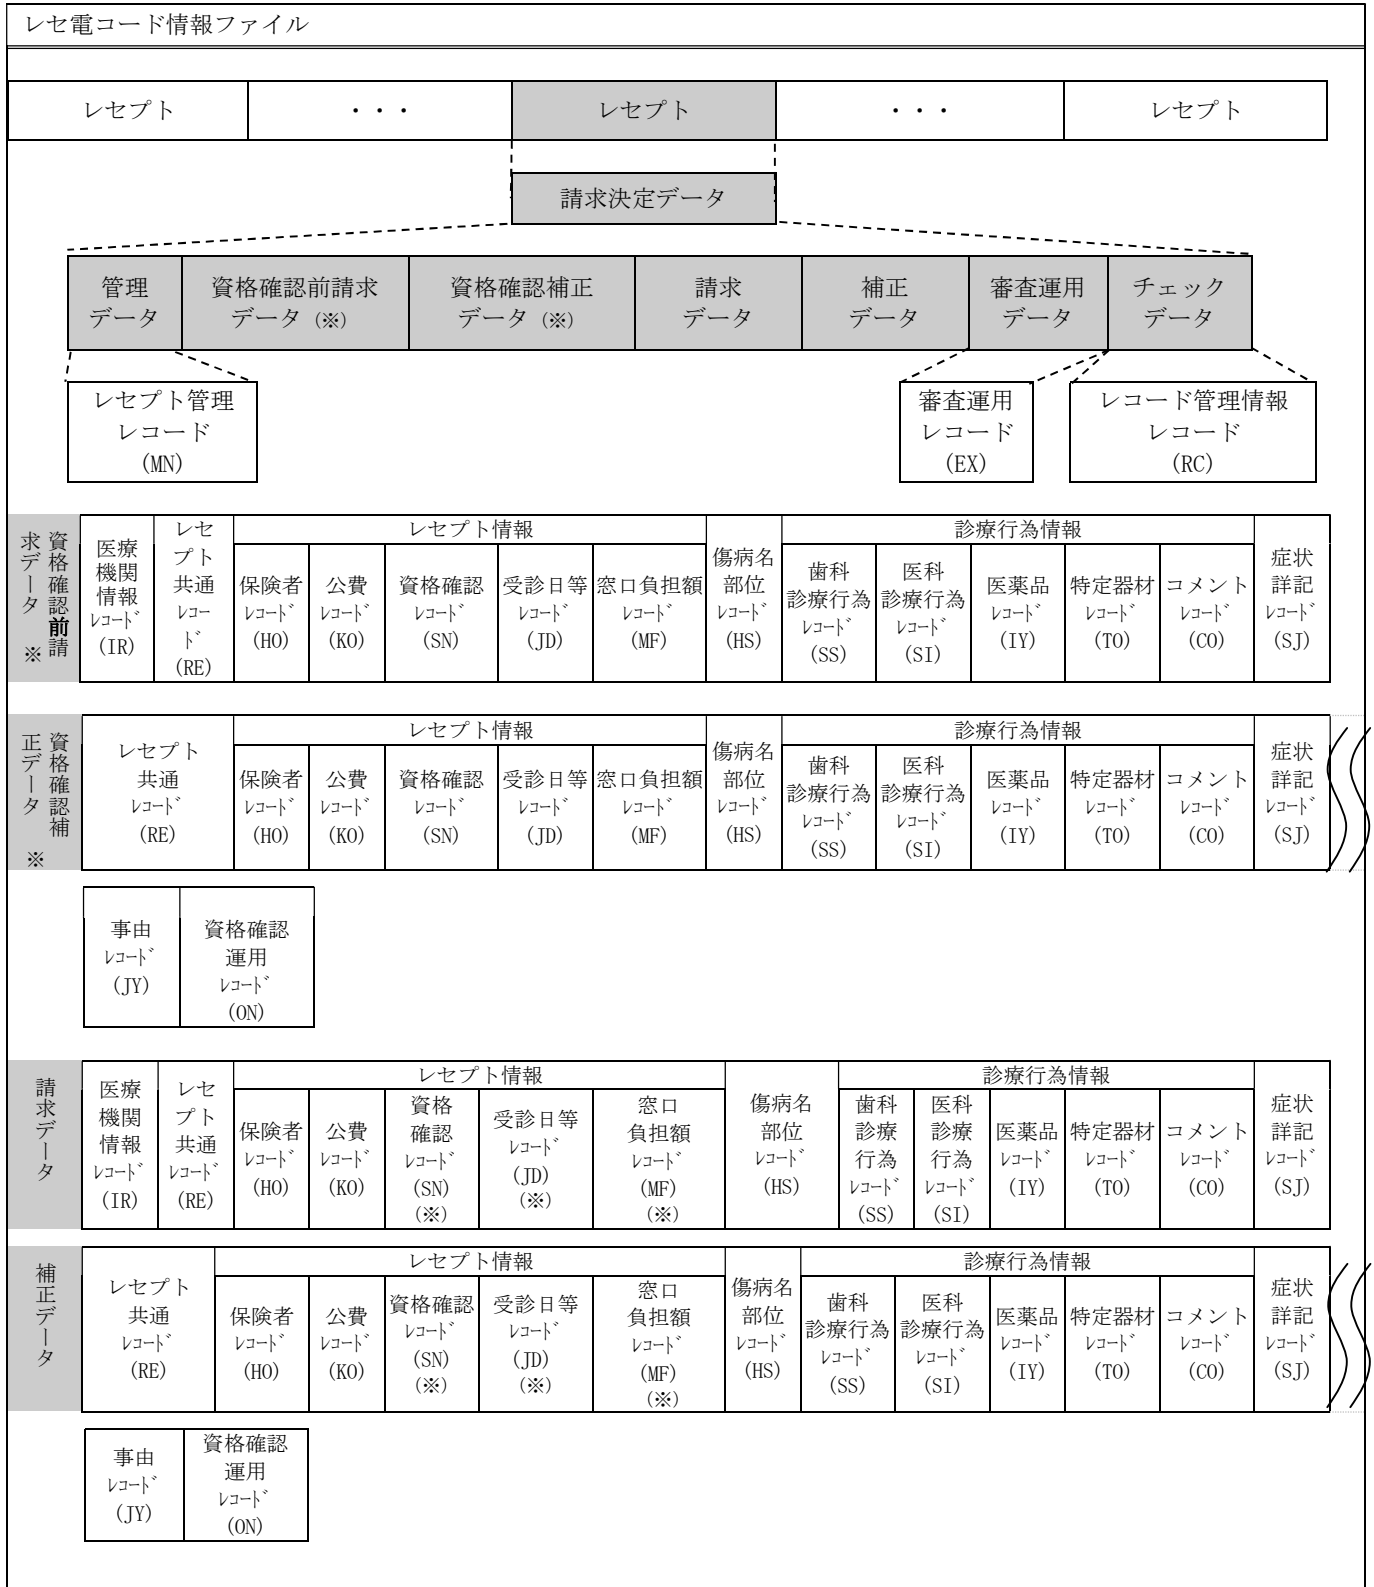 レセ電コード情報ファイル
レセプト
・・・
レセプト
・・・
レセプト
請求決定データ
管理
データ
資格確認前請求
データ（※）
資格確認補正
データ（※）
請求
データ
補正
データ
審査運用
データ
チェック
データ
レセプト管理
レコード
(MN)
審査運用
レコード
(EX)
レコード管理情報
レコード
(RC)
資格確認前請
求データ ※
医療
機関
情報
ﾚｺｰﾄﾞ
(IR)
レセ
プト
共通
ﾚｺｰ
ﾄﾞ
(RE)
レセプト情報
保険者
ﾚｺｰﾄﾞ
(HO)
公費
ﾚｺｰﾄﾞ
(KO)
資格確認
ﾚｺｰﾄﾞ
(SN)
受診日等
ﾚｺｰﾄﾞ
(JD)
窓口負担額
ﾚｺｰﾄﾞ
(MF)
傷病名
部位
ﾚｺｰﾄﾞ
(HS)
診療行為情報
歯科
診療行為
ﾚｺｰﾄﾞ
(SS)
医科
診療行為
ﾚｺｰﾄﾞ
(SI)
医薬品
ﾚｺｰﾄﾞ
(IY)
特定器材
ﾚｺｰﾄﾞ
(TO)
コメント
ﾚｺｰﾄﾞ
(CO)
症状
詳記
ﾚｺｰﾄﾞ
(SJ)
資格確認補
正データ ※
レセプト
共通
ﾚｺｰﾄﾞ
(RE)
レセプト情報
保険者
ﾚｺｰﾄﾞ
(HO)
公費
ﾚｺｰﾄﾞ
(KO)
資格確認
ﾚｺｰﾄﾞ
(SN)
受診日等
ﾚｺｰﾄﾞ
(JD)
窓口負担額
ﾚｺｰﾄﾞ
(MF)
傷病名
部位
ﾚｺｰﾄﾞ
(HS)
診療行為情報
歯科
診療行為
ﾚｺｰﾄﾞ
(SS)
医科
診療行為
ﾚｺｰﾄﾞ
(SI)
医薬品
ﾚｺｰﾄﾞ
(IY)
特定器材
ﾚｺｰﾄﾞ
(TO)
コメント
ﾚｺｰﾄﾞ
(CO)
症状
詳記
ﾚｺｰﾄﾞ
(SJ)
事由
ﾚｺｰﾄﾞ
(JY)
資格確認
運用
ﾚｺｰﾄﾞ
(ON)
請求データ
医療
機関
情報
ﾚｺｰﾄﾞ
(IR)
レセ
プト
共通
ﾚｺｰﾄﾞ
(RE)
レセプト情報
保険者
ﾚｺｰﾄﾞ
(HO)
公費
ﾚｺｰﾄﾞ
(KO)
資格
確認
ﾚｺｰﾄﾞ
(SN)
(※)
受診日等
ﾚｺｰﾄﾞ
(JD)
(※)
窓口
負担額
ﾚｺｰﾄﾞ
(MF)
(※)
傷病名
部位
ﾚｺｰﾄﾞ
(HS)
診療行為情報
歯科
診療
行為
ﾚｺｰﾄﾞ
(SS)
医科
診療
行為
ﾚｺｰﾄﾞ
(SI)
医薬品
ﾚｺｰﾄﾞ
(IY)
特定器材
ﾚｺｰﾄﾞ
(TO)
コメント
ﾚｺｰﾄﾞ
(CO)
症状
詳記
ﾚｺｰﾄﾞ
(SJ)
補正データ
レセプト
共通
ﾚｺｰﾄﾞ
(RE)
レセプト情報
保険者
ﾚｺｰﾄﾞ
(HO)
公費
ﾚｺｰﾄﾞ
(KO)
資格確認
ﾚｺｰﾄﾞ
(SN)
(※)
受診日等
ﾚｺｰﾄﾞ
(JD)
(※)
窓口
負担額
ﾚｺｰﾄﾞ
(MF)
(※)
傷病名
部位
ﾚｺｰﾄﾞ
(HS)
診療行為情報
歯科
診療行為
ﾚｺｰﾄﾞ
(SS)
医科
診療行為
ﾚｺｰﾄﾞ
(SI)
医薬品
ﾚｺｰﾄﾞ
(IY)
特定器材
ﾚｺｰﾄﾞ
(TO)
コメント
ﾚｺｰﾄﾞ
(CO)
症状
詳記
ﾚｺｰﾄﾞ
(SJ)
事由
ﾚｺｰﾄﾞ
(JY)
資格確認
運用
ﾚｺｰﾄﾞ
(ON)